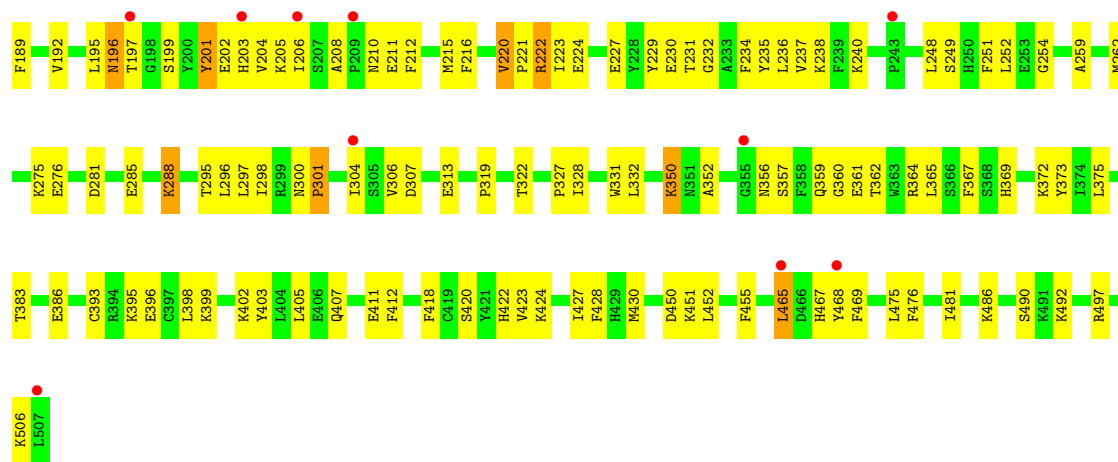 F189 V192 L195 N196 T197 G198 S199 Y200 Y201 E202 H203 V204 K205 I206 S207 A208 P209 N210 E211 F212 M215 F216 V220 P221 R222 I223 E224 E227 Y228 Y229 E230 T231 G232 A233 F234 Y235 L236 V237 K238 F239 K240 P243 L248 S249 H250 F251 L252 E253 G254 A259 M262
K275 E276 D281 E285 K288 T295 L296 L297 I298 R299 N300 P301 I304 S305 V306 D307 E313 P319 T322 P327 I328 W331 L332 K350 N351 A352 G355 N356 S357 F358 Q359 G360 E361 T362 W363 R364 L365 S366 F367 S368 H369 K372 Y373 I374 L375
T383 E386 C393 R394 K395 E396 C397 L398 K399 K402 Y403 L404 L405 E406 Q407 E411 F412 F418 C419 S420 Y421 H422 V423 K424 I427 F428 H429 M430 D450 K451 L452 F455 L465 D466 H467 Y468 F469 L475 F476 I481 K486 S490 K491 K492 R497
K506 L507